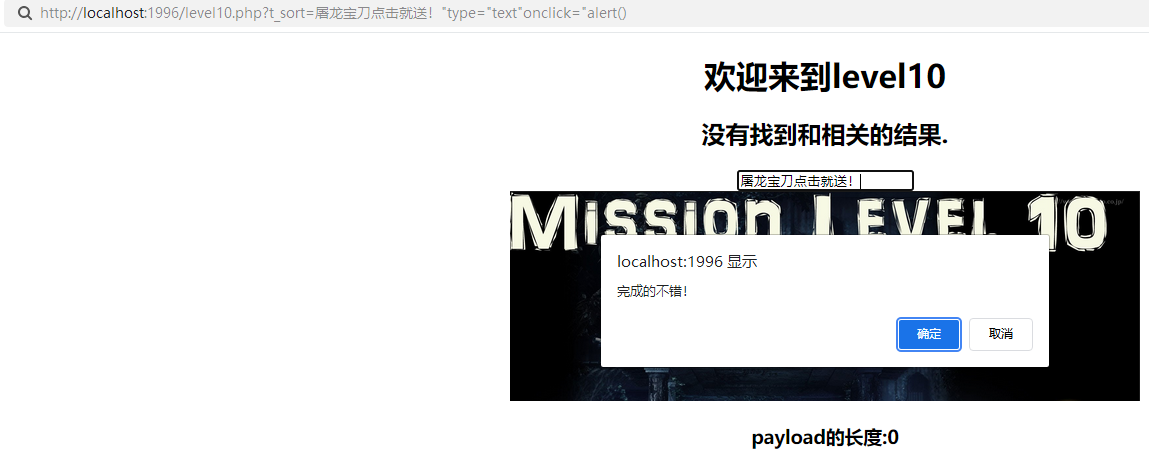 http://localhost:1996/level10.php?t_sort=屠龙宝刀点击就送！"type="text"onclick="alert()
欢迎来到level10
没有找到和相关的结果.
屠龙宝刀点击就送！
Mission Level 10
localhost:1996 显示
完成的不错！
确定
取消
payload的长度:0